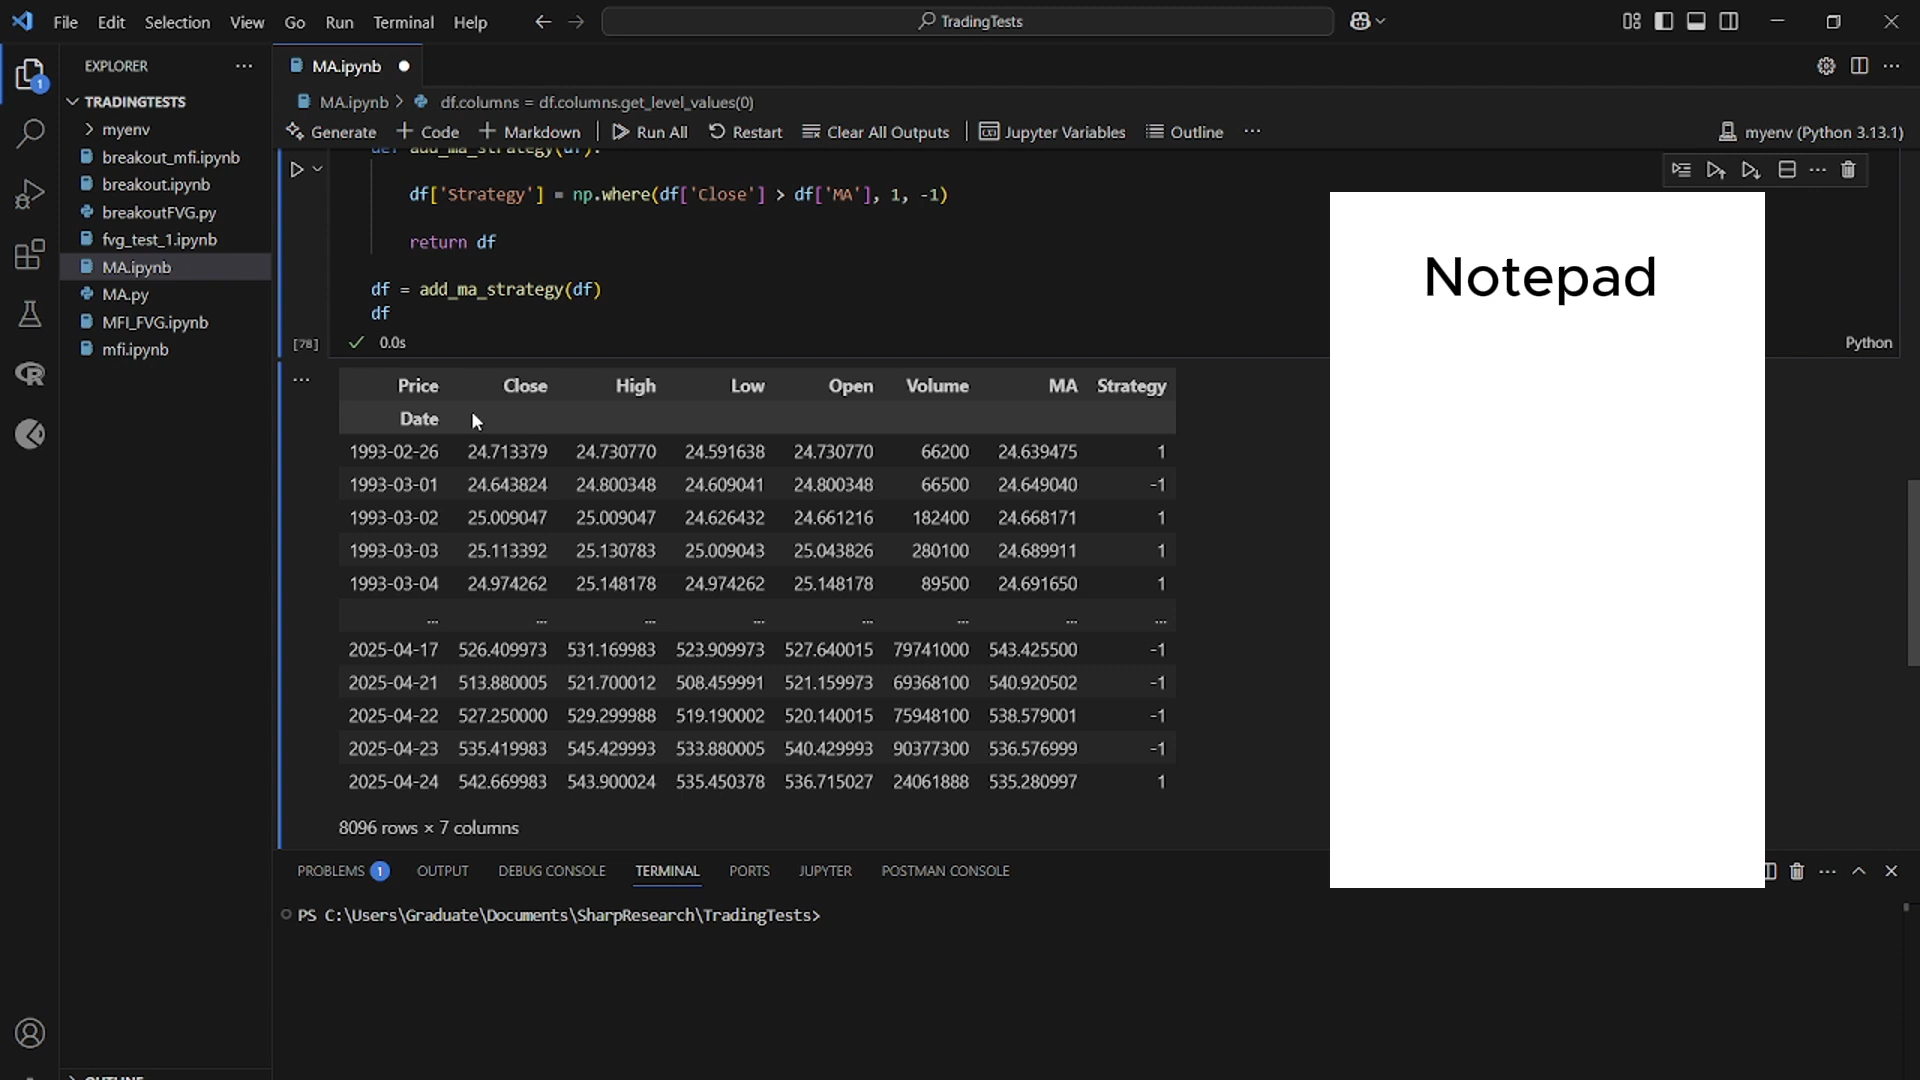 File Edit Selection View Go Run Terminal Help
TradingTests
EXPLORER
MA.ipynb
TRADINGTESTS
MA.ipynb > df.columns = df.columns.get_level_values(0)
Generate + Code + Markdown Run All Restart Clear All Outputs Jupyter Variables Outline ... myenv (Python 3.13.1)
1
myenv
breakout_mfi.ipynb
breakout.ipynb
breakoutFVG.py
fvg_test_1.ipynb
MA.ipynb
MA.py
MFI_FVG.ipynb
mfi.ipynb
def add_ma_strategy(df):
df['Strategy'] = np.where(df['Close'] > df['MA'], 1, -1)
return df
df = add_ma_strategy(df)
df
[78] 0.0s
Python
Notepad
Price Close High Low Open Volume MA Strategy
Date
1993-02-26 24.713379 24.730770 24.591638 24.730770 66200 24.639475 1
1993-03-01 24.643824 24.800348 24.609041 24.800348 66500 24.649040 -1
1993-03-02 25.009047 25.009047 24.626432 24.661216 182400 24.668171 1
1993-03-03 25.113392 25.130783 25.009043 25.043826 280100 24.689911 1
1993-03-04 24.974262 25.148178 24.974262 25.148178 89500 24.691650 1
... ... ... ... ... ... ... ...
2025-04-17 526.409973 531.169983 523.909973 527.640015 79741000 543.425500 -1
2025-04-21 513.880005 521.700012 508.459991 521.159973 69368100 540.920502 -1
2025-04-22 527.250000 529.299988 519.190002 520.140015 75948100 538.579001 -1
2025-04-23 535.419983 545.429993 533.880005 540.429993 90377300 536.576999 -1
2025-04-24 542.669983 543.900024 535.450378 536.715027 24061888 535.280997 1
8096 rows × 7 columns
PROBLEMS 1 OUTPUT DEBUG CONSOLE TERMINAL PORTS JUPYTER POSTMAN CONSOLE
PS C:\Users\Graduate\Documents\SharpResearch\TradingTests>
OUTLINE